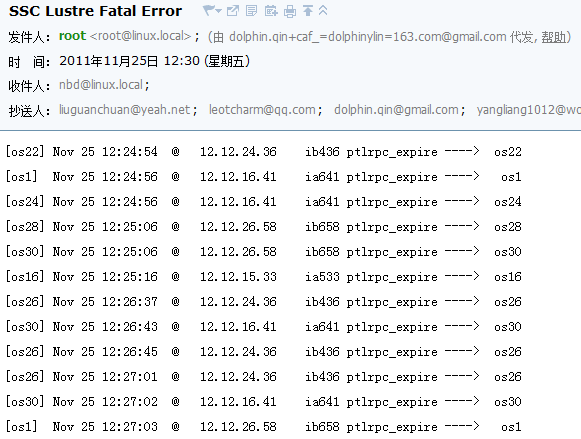 SSC Lustre Fatal Error
发件人：root <root@linux.local>；(由 dolphin.qin+caf_=dolphinylin=163.com@gmail.com 代发, 帮助)
时 间：2011年11月25日 12:30 (星期五)
收件人：nbd@linux.local；
抄送人：liuguanchuan@yeah.net； leotcharm@qq.com； dolphin.qin@gmail.com； yangliang1012@wo
[os22] Nov 25 12:24:54 @ 12.12.24.36 ib436 ptlrpc_expire ----> os22
[os1] Nov 25 12:24:56 @ 12.12.16.41 ia641 ptlrpc_expire ----> os1
[os24] Nov 25 12:24:56 @ 12.12.16.41 ia641 ptlrpc_expire ----> os24
[os28] Nov 25 12:25:06 @ 12.12.26.58 ib658 ptlrpc_expire ----> os28
[os30] Nov 25 12:25:06 @ 12.12.26.58 ib658 ptlrpc_expire ----> os30
[os16] Nov 25 12:25:16 @ 12.12.15.33 ia533 ptlrpc_expire ----> os16
[os26] Nov 25 12:26:37 @ 12.12.24.36 ib436 ptlrpc_expire ----> os26
[os30] Nov 25 12:26:43 @ 12.12.16.41 ia641 ptlrpc_expire ----> os30
[os26] Nov 25 12:26:45 @ 12.12.24.36 ib436 ptlrpc_expire ----> os26
[os26] Nov 25 12:27:01 @ 12.12.24.36 ib436 ptlrpc_expire ----> os26
[os30] Nov 25 12:27:02 @ 12.12.16.41 ia641 ptlrpc_expire ----> os30
[os1] Nov 25 12:27:03 @ 12.12.26.58 ib658 ptlrpc_expire ----> os1